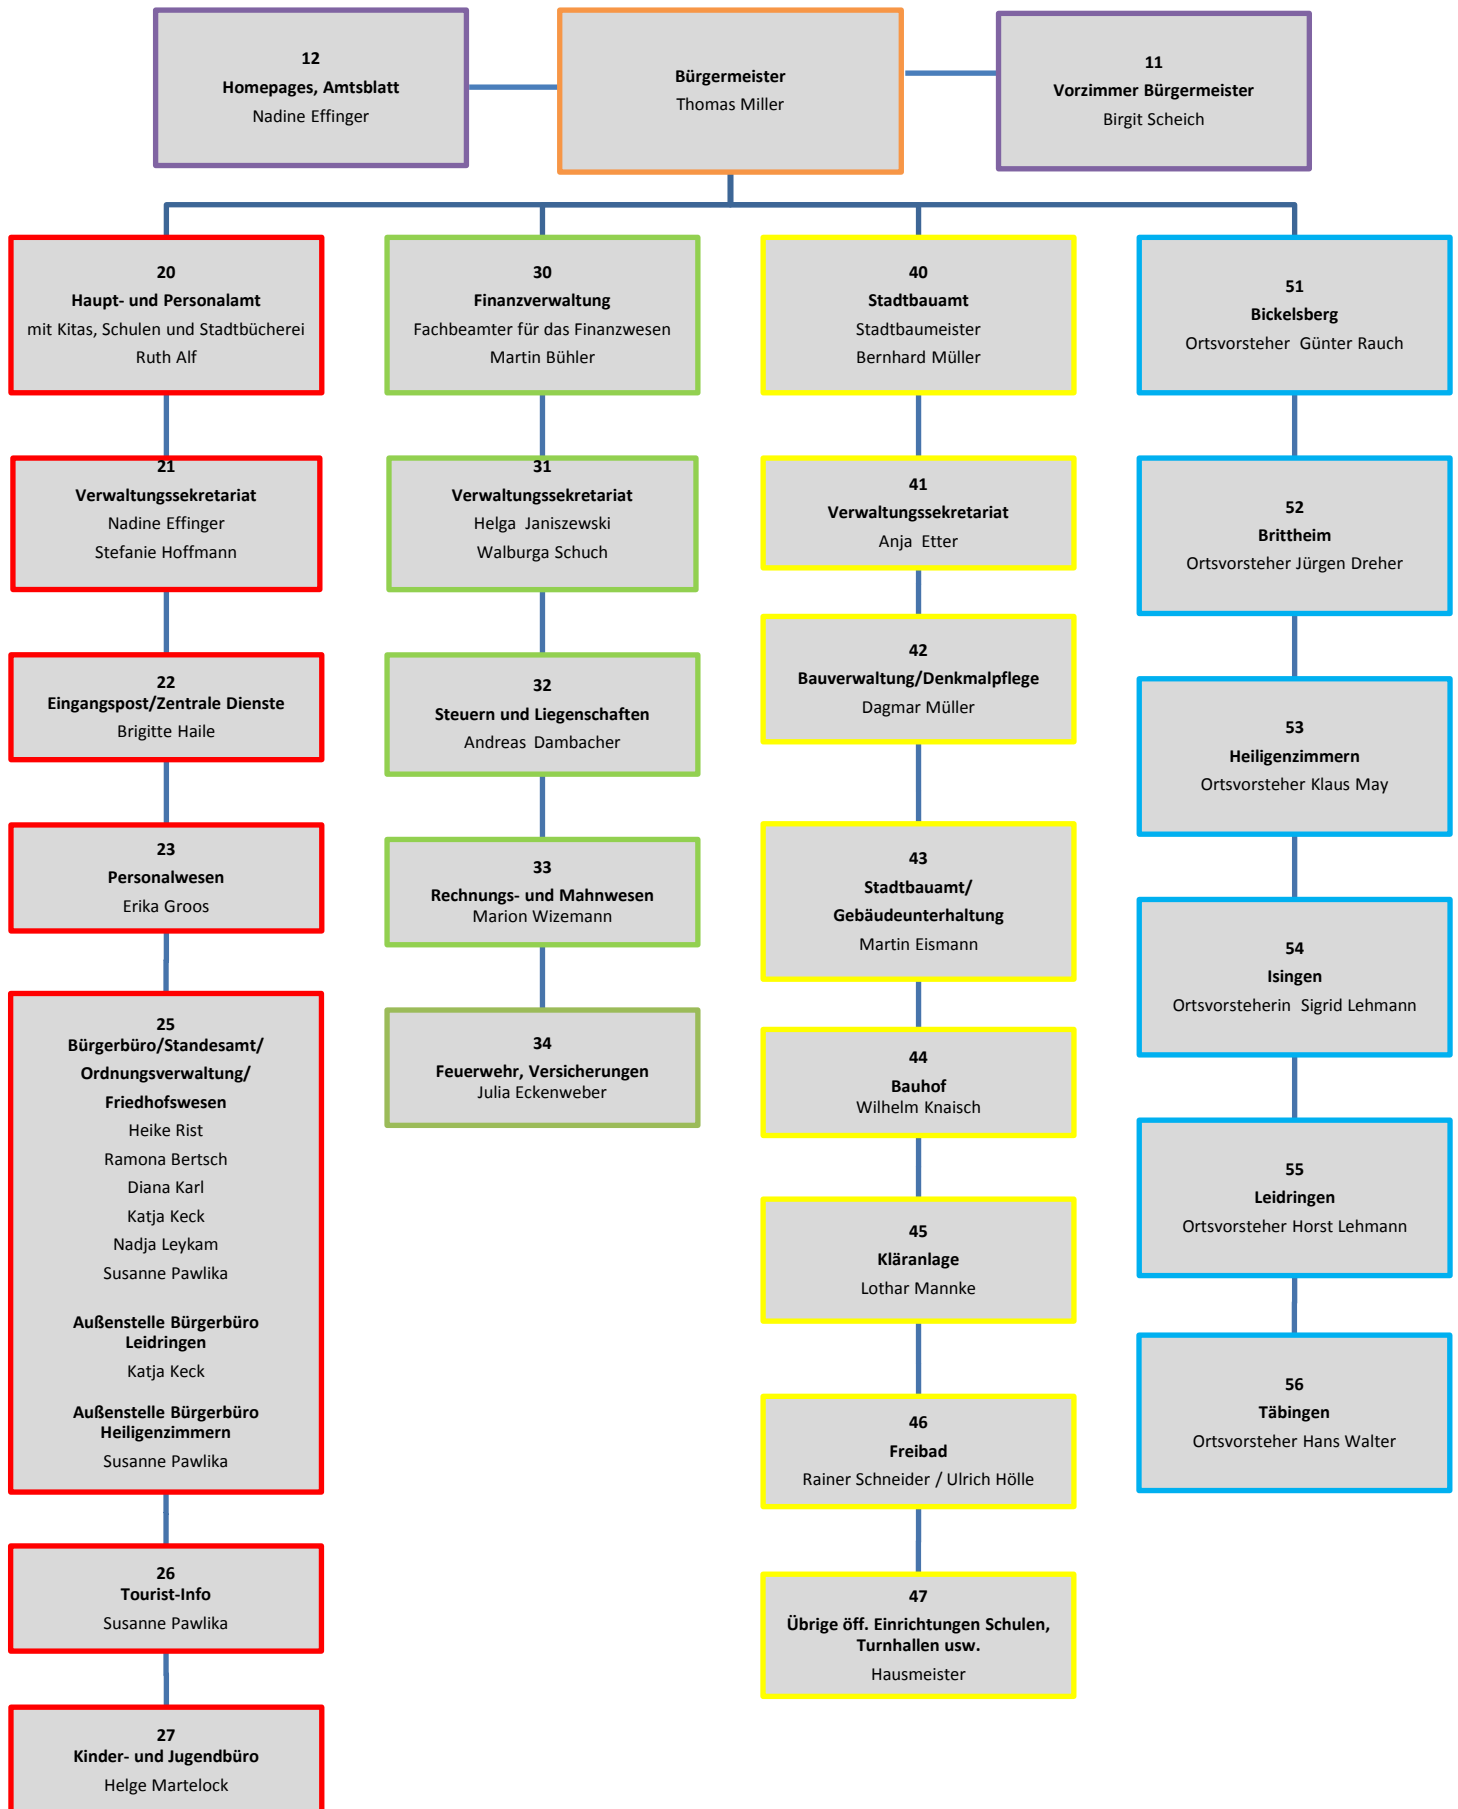 12
Homepages, Amtsblatt
Nadine Effinger
Bürgermeister
Thomas Miller
11
Vorzimmer Bürgermeister
Birgit Scheich
20
Haupt- und Personalamt
mit Kitas, Schulen und Stadtbücherei
Ruth Alf
21
Verwaltungssekretariat
Nadine Effinger
Stefanie Hoffmann
22
Eingangspost/Zentrale Dienste
Brigitte Haile
23
Personalwesen
Erika Groos
25
Bürgerbüro/Standesamt/
Ordnungsverwaltung/
Friedhofswesen
Heike Rist
Ramona Bertsch
Diana Karl
Katja Keck
Nadja Leykam
Susanne Pawlika
Außenstelle Bürgerbüro
Leidringen
Katja Keck
Außenstelle Bürgerbüro
Heiligenzimmern
Susanne Pawlika
26
Tourist-Info
Susanne Pawlika
27
Kinder- und Jugendbüro
Helge Martelock
30
Finanzverwaltung
Fachbeamter für das Finanzwesen
Martin Bühler
31
Verwaltungssekretariat
Helga Janiszewski
Walburga Schuch
32
Steuern und Liegenschaften
Andreas Dambacher
33
Rechnungs- und Mahnwesen
Marion Wizemann
34
Feuerwehr, Versicherungen
Julia Eckenweber
40
Stadtbauamt
Stadtbaumeister
Bernhard Müller
41
Verwaltungssekretariat
Anja Etter
42
Bauverwaltung/Denkmalpflege
Dagmar Müller
43
Stadtbauamt/
Gebäudeunterhaltung
Martin Eismann
44
Bauhof
Wilhelm Knaisch
45
Kläranlage
Lothar Mannke
46
Freibad
Rainer Schneider / Ulrich Hölle
47
Übrige öff. Einrichtungen Schulen,
Turnhallen usw.
Hausmeister
51
Bickelsberg
Ortsvorsteher Günter Rauch
52
Brittheim
Ortsvorsteher Jürgen Dreher
53
Heiligenzimmern
Ortsvorsteher Klaus May
54
Isingen
Ortsvorsteherin Sigrid Lehmann
55
Leidringen
Ortsvorsteher Horst Lehmann
56
Täbingen
Ortsvorsteher Hans Walter